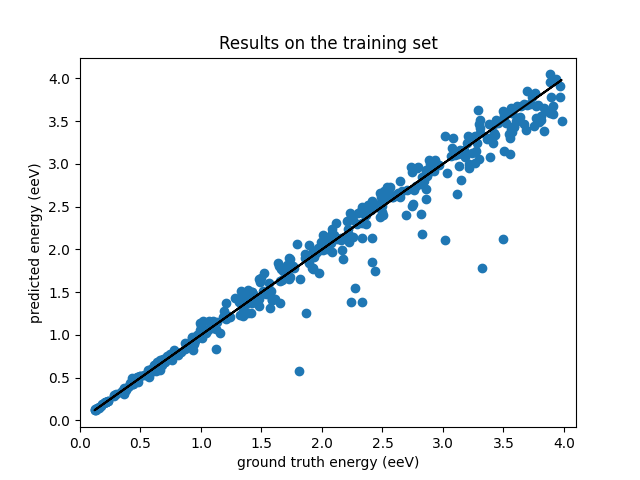 Results on the training set
predicted energy (eeV)
4.0
3.5
3.0
2.5
2.0
1.5
1.0
0.5
0.0
0.0 0.5 1.0 1.5 2.0 2.5 3.0 3.5 4.0
ground truth energy (eeV)